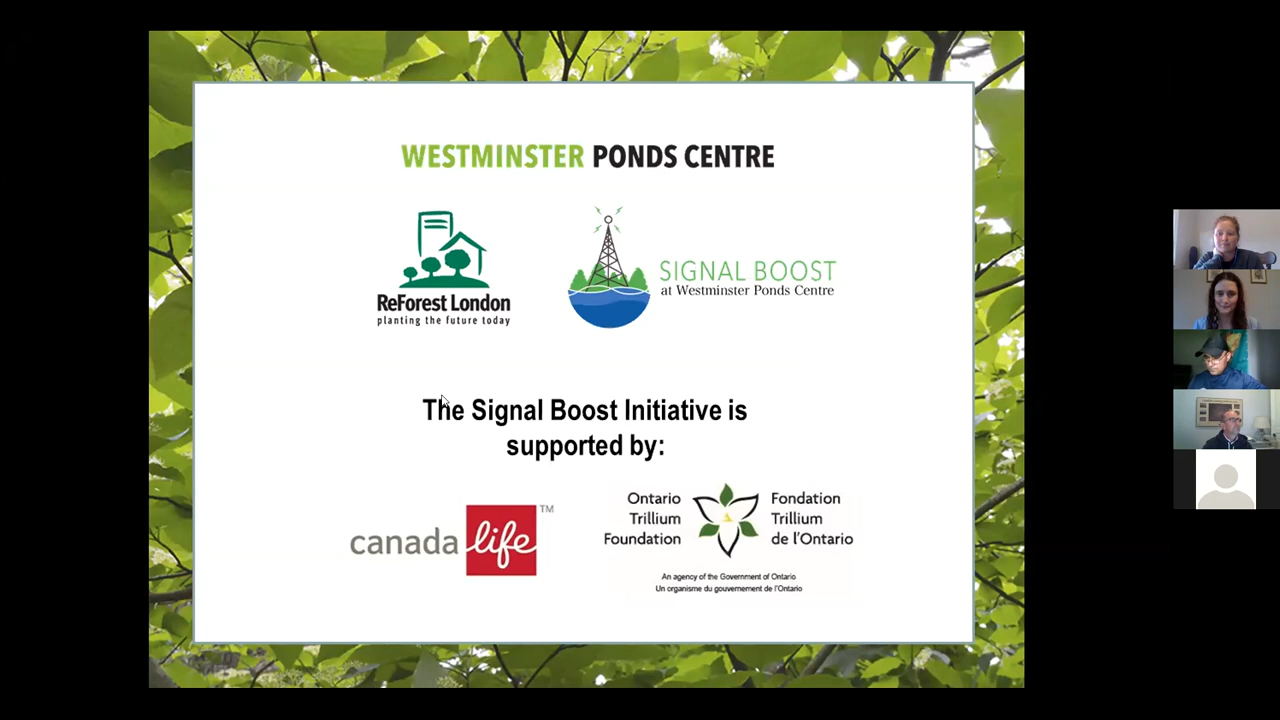 WESTMINSTER PONDS CENTRE
ReForest London
planting the future today
SIGNAL BOOST
at Westminster Ponds Centre
The Signal Boost Initiative is
supported by:
canada life™
Ontario
Trillium
Foundation
Fondation
Trillium
de l'Ontario
An agency of the Government of Ontario
Un organisme du gouvernement de l'Ontario